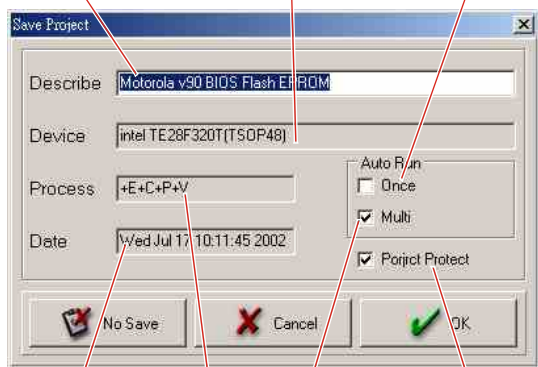 Save Project
Describe Motorola v90 BIOS Flash EPROM
Device intel TE28F320T(TSOP48)
Auto Run
Process +E+C+P+V
Once
Multi
Date Wed Jul 17 10:11:45 2002
Porjrct Protect
No Save Cancel OK